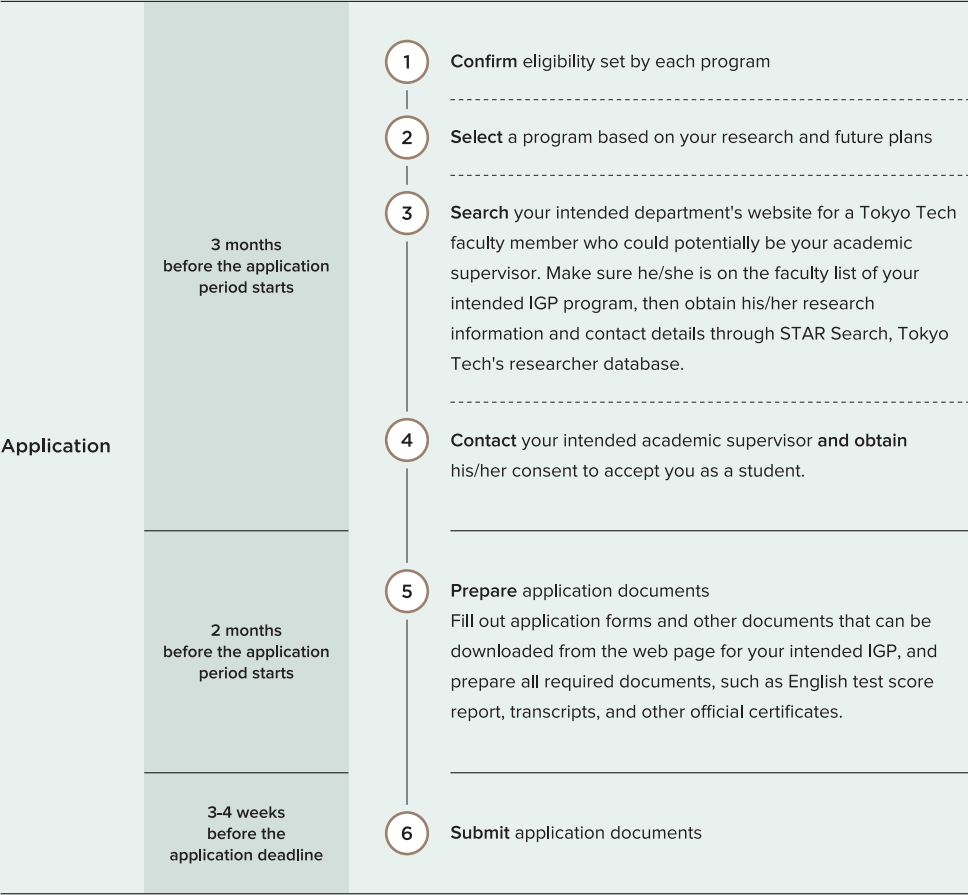 Application
3 months
before the application
period starts
1
Confirm eligibility set by each program
2
Select a program based on your research and future plans
3
Search your intended department's website for a Tokyo Tech
faculty member who could potentially be your academic
supervisor. Make sure he/she is on the faculty list of your
intended IGP program, then obtain his/her research
information and contact details through STAR Search, Tokyo
Tech's researcher database.
4
Contact your intended academic supervisor and obtain
his/her consent to accept you as a student.
2 months
before the application
period starts
5
Prepare application documents
Fill out application forms and other documents that can be
downloaded from the web page for your intended IGP, and
prepare all required documents, such as English test score
report, transcripts, and other official certificates.
3-4 weeks
before the
application deadline
6
Submit application documents